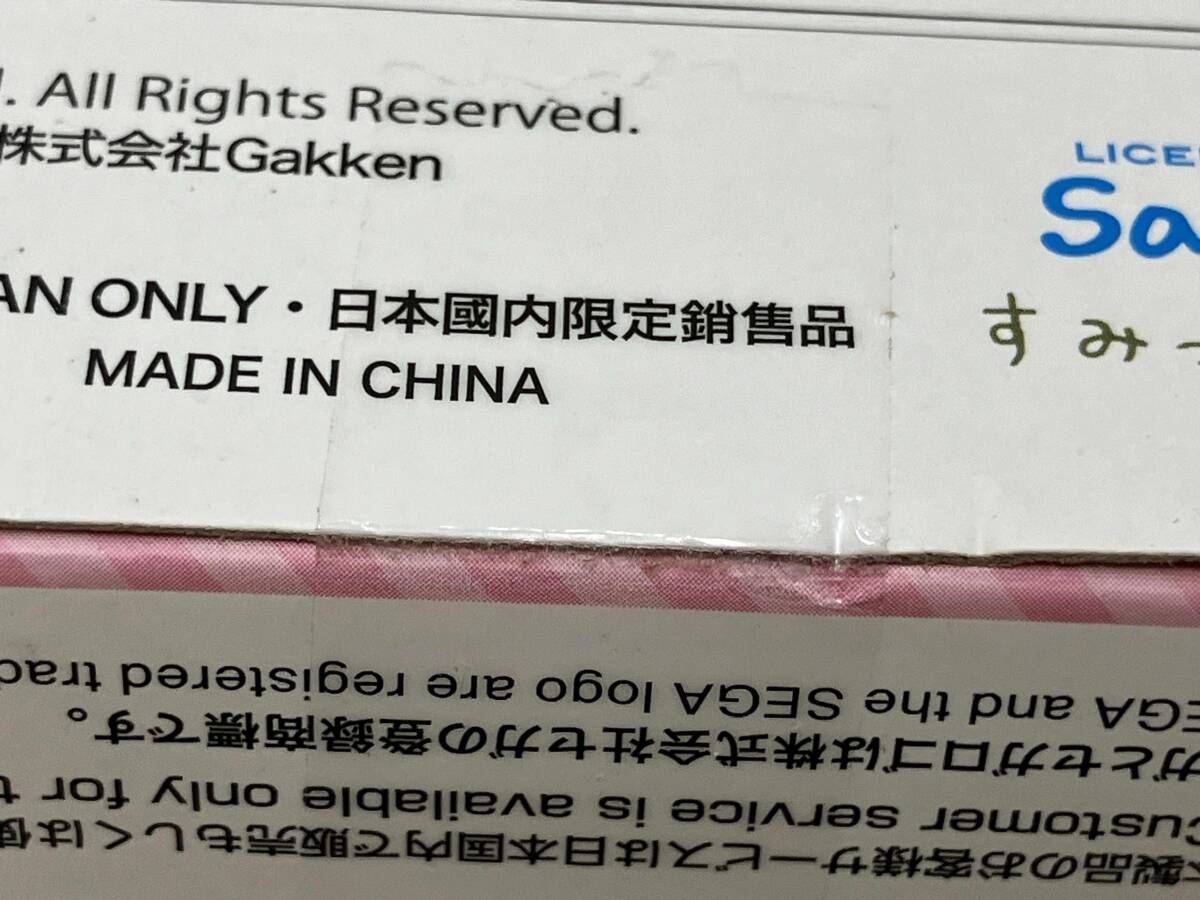 . All Rights Reserved.
株式会社Gakken
AN ONLY・日本國内限定銷售品
MADE IN CHINA
LICE
Sa
すみ
GA and the SEGA logo are registered trad
ガとセガロゴは株式会社セガの登録商標です。
ustomer service is available only for t
製品のお客様サービスは日本国内で販売もしくは使